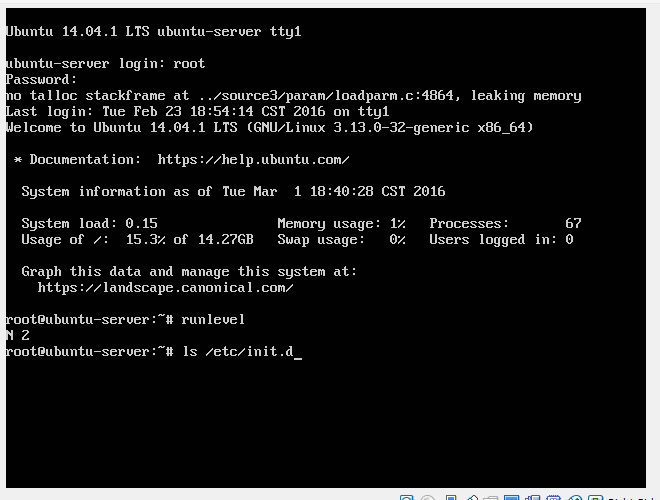 Ubuntu 14.04.1 LTS ubuntu-server tty1
ubuntu-server login: root
Password:
no talloc stackframe at ../source3/param/loadparm.c:4864, leaking memory
Last login: Tue Feb 23 18:54:14 CST 2016 on tty1
Welcome to Ubuntu 14.04.1 LTS (GNU/Linux 3.13.0-32-generic x86_64)
* Documentation:  https://help.ubuntu.com/
System information as of Tue Mar  1 18:40:28 CST 2016
System load: 0.15 Memory usage: 1% Processes: 67
Usage of /: 15.3% of 14.27GB Swap usage: 0% Users logged in: 0
Graph this data and manage this system at:
https://landscape.canonical.com/
root@ubuntu-server:~# runlevel
N 2
root@ubuntu-server:~# ls /etc/init.d_